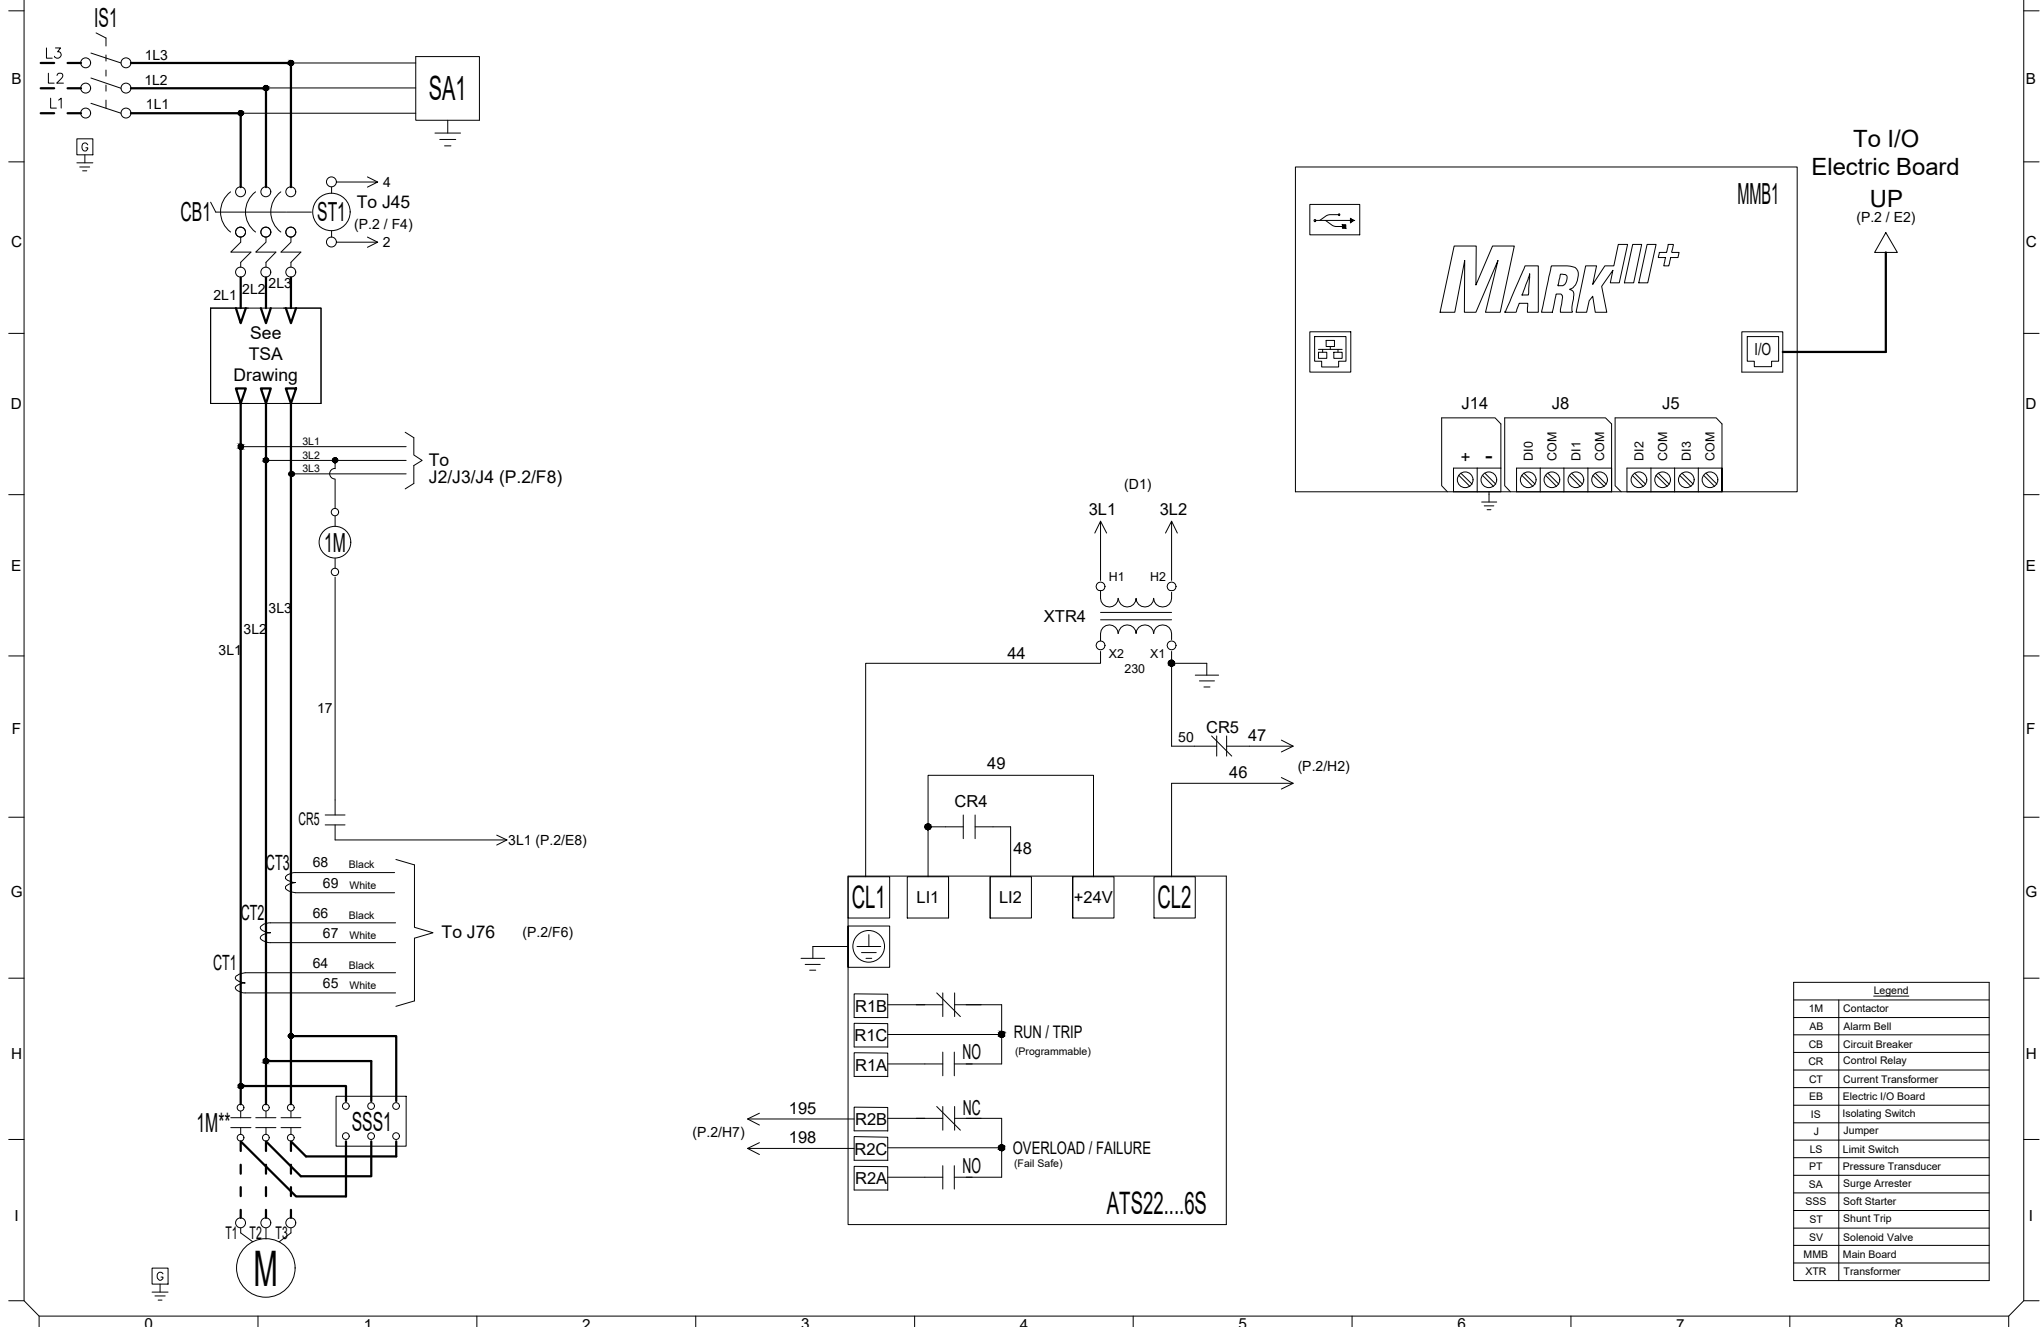 IS1
L3 1L3
L2 1L2
L1 1L1
SA1
G
CB1
ST1
4
To J45
(P.2 / F4)
2
2L1 2L2 2L3
See
TSA
Drawing
3L1
3L2
3L3
To
J2/J3/J4 (P.2/F8)
1M
3L3
3L2
3L1
17
CR5
3L1 (P.2/E8)
CT3 68 Black
69 White
CT2 66 Black
67 White
CT1 64 Black
65 White
To J76 (P.2/F6)
1M**
SSS1
T1 T2 T3
M
G
(D1)
3L1 3L2
H1 H2
XTR4
X2 X1
230
44
50 CR5 47
(P.2/H2)
46
49
CR4
48
CL1 LI1 LI2 +24V CL2
R1B
R1C
R1A
NO
RUN / TRIP
(Programmable)
195
198
(P.2/H7)
R2B
R2C
R2A
NC
NO
OVERLOAD / FAILURE
(Fail Safe)
ATS22....6S
MMB1
MARK III+
I/O
J14 J8 J5
+ - DI0 COM DI1 COM DI2 COM DI3 COM
To I/O
Electric Board
UP
(P.2 / E2)
Legend
1M Contactor
AB Alarm Bell
CB Circuit Breaker
CR Control Relay
CT Current Transformer
EB Electric I/O Board
IS Isolating Switch
J Jumper
LS Limit Switch
PT Pressure Transducer
SA Surge Arrester
SSS Soft Starter
ST Shunt Trip
SV Solenoid Valve
MMB Main Board
XTR Transformer
B B
C C
D D
E E
F F
G G
H H
I I
0 1 2 3 4 5 6 7 8